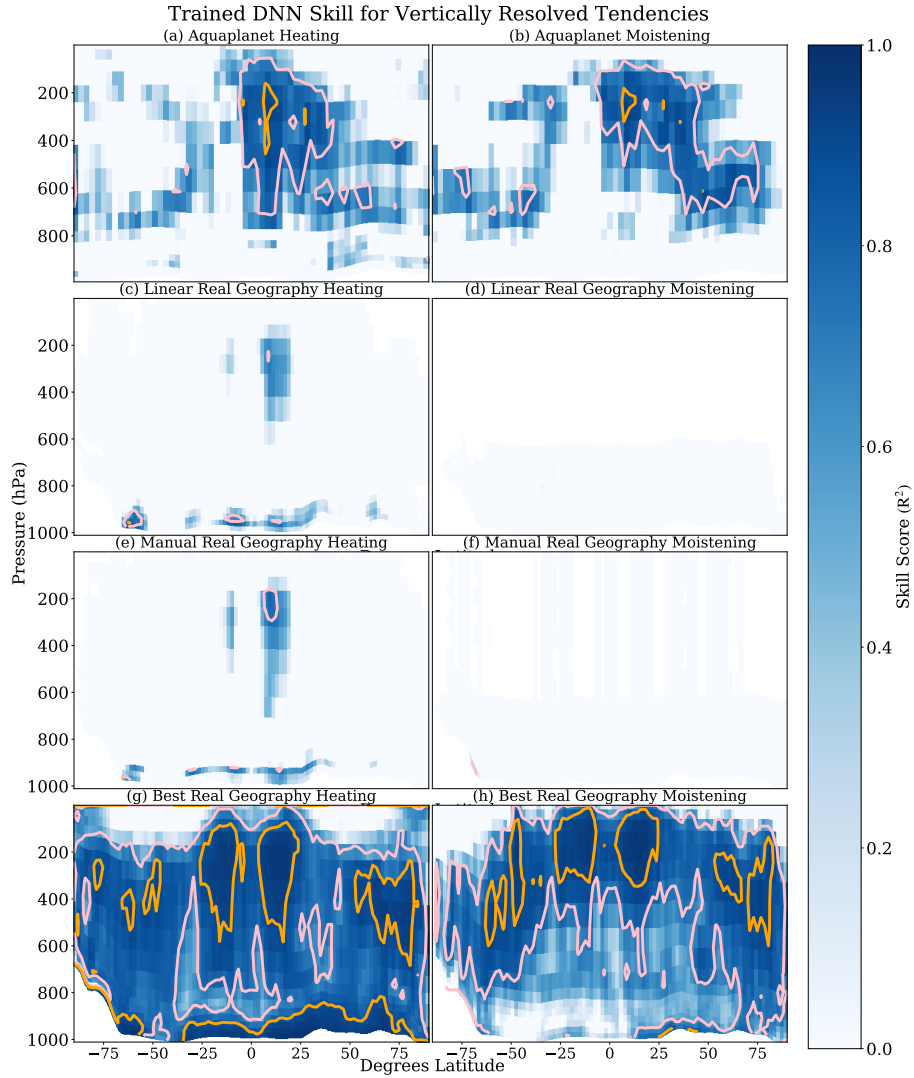 Trained DNN Skill for Vertically Resolved Tendencies
(a) Aquaplanet Heating
(b) Aquaplanet Moistening
200
400
600
800
(c) Linear Real Geography Heating
(d) Linear Real Geography Moistening
200
400
600
800
1000
(e) Manual Real Geography Heating
(f) Manual Real Geography Moistening
200
400
600
800
1000
(g) Best Real Geography Heating
(h) Best Real Geography Moistening
200
400
600
800
1000
−75 −50 −25 0 25 50 75
−75 −50 −25 0 25 50 75
Degrees Latitude
Pressure (hPa)
1.0
0.8
0.6
0.4
0.2
0.0
Skill Score (R²)